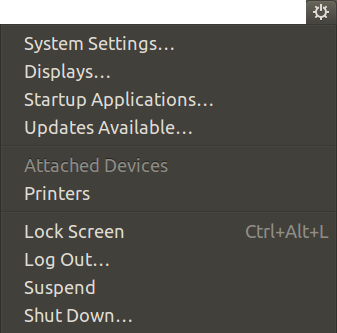 System Settings…
Displays…
Startup Applications…
Updates Available…
Attached Devices
Printers
Lock Screen Ctrl+Alt+L
Log Out…
Suspend
Shut Down…